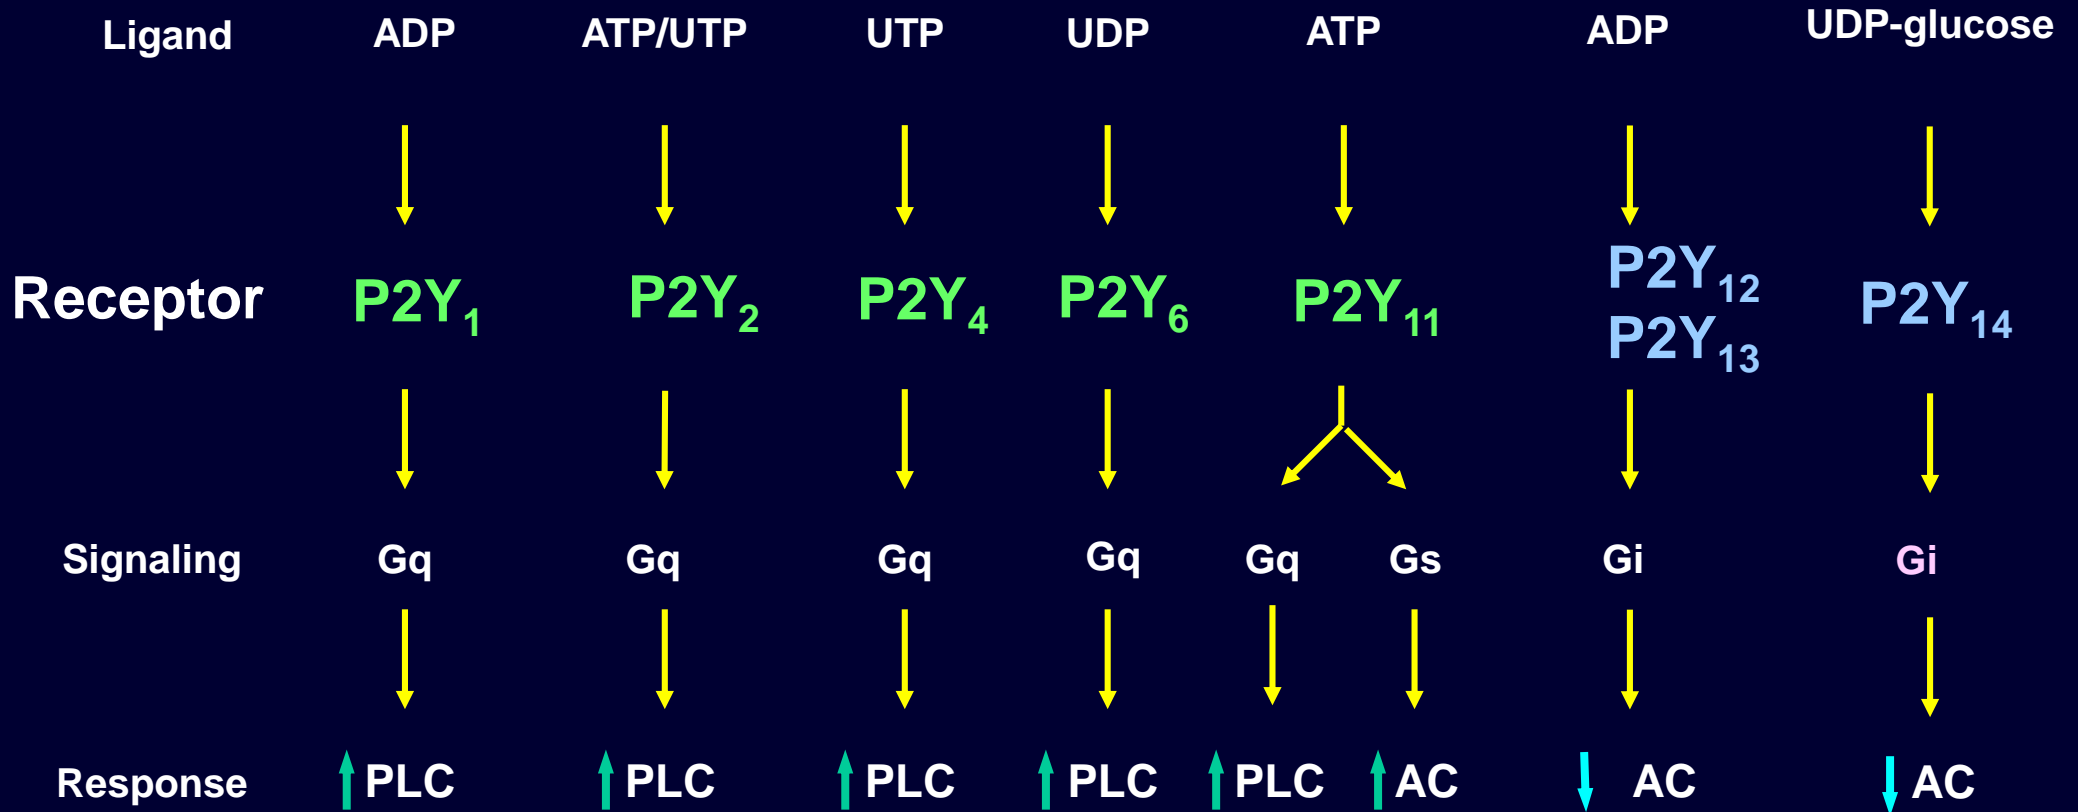 Ligand ADP ATP/UTP UTP UDP ATP ADP UDP-glucose
Receptor P2Y1 P2Y2 P2Y4 P2Y6 P2Y11 P2Y12 P2Y14
P2Y13
Signaling Gq Gq Gq Gq Gq Gs Gi Gi
Response PLC PLC PLC PLC PLC AC AC AC